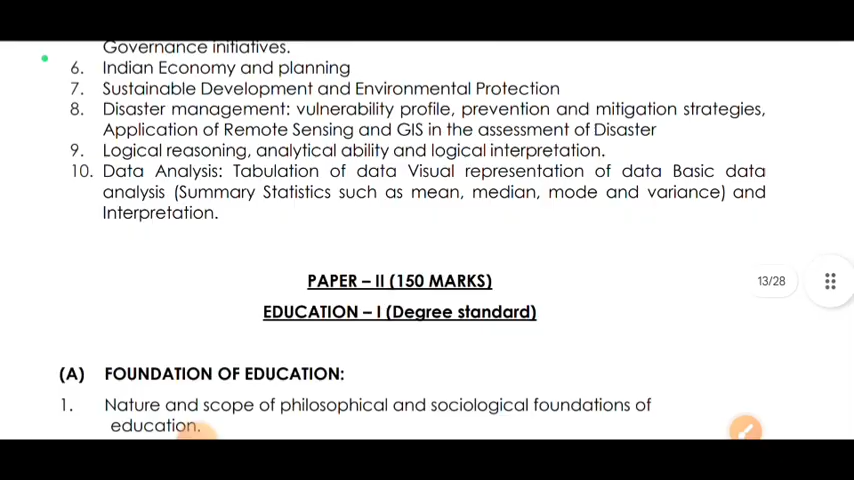 Governance initiatives.
6. Indian Economy and planning
7. Sustainable Development and Environmental Protection
8. Disaster management: vulnerability profile, prevention and mitigation strategies,
Application of Remote Sensing and GIS in the assessment of Disaster
9. Logical reasoning, analytical ability and logical interpretation.
10. Data Analysis: Tabulation of data Visual representation of data Basic data
analysis (Summary Statistics such as mean, median, mode and variance) and
Interpretation.
PAPER – II (150 MARKS)
13/28
EDUCATION – I (Degree standard)
(A) FOUNDATION OF EDUCATION:
1. Nature and scope of philosophical and sociological foundations of
education.